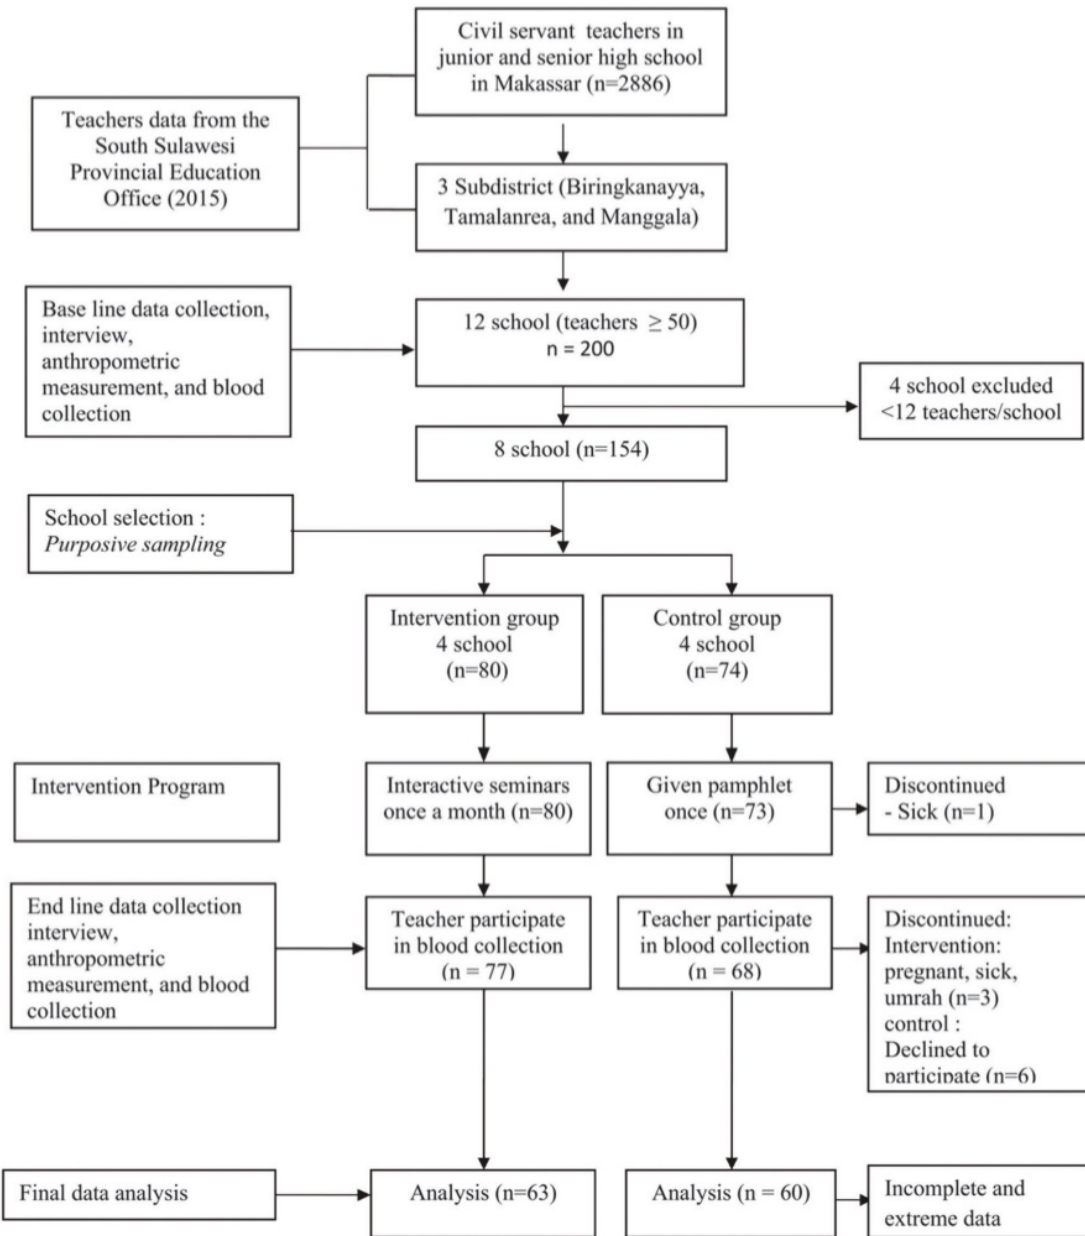 Civil servant teachers in
junior and senior high school
in Makassar (n=2886)
Teachers data from the
South Sulawesi
Provincial Education
Office (2015)
3 Subdistrict (Biringkanayya,
Tamalanrea, and Manggala)
Base line data collection,
interview,
anthropometric
measurement, and blood
collection
12 school (teachers ≥ 50)
n = 200
4 school excluded
<12 teachers/school
8 school (n=154)
School selection :
Purposive sampling
Intervention group
4 school
(n=80)
Control group
4 school
(n=74)
Intervention Program
Interactive seminars
once a month (n=80)
Given pamphlet
once (n=73)
Discontinued
- Sick (n=1)
End line data collection
interview,
anthropometric
measurement, and blood
collection
Teacher participate
in blood collection
(n = 77)
Teacher participate
in blood collection
(n = 68)
Discontinued:
Intervention:
pregnant, sick,
umrah (n=3)
control :
Declined to
participate (n=6)
Final data analysis
Analysis (n=63)
Analysis (n = 60)
Incomplete and
extreme data